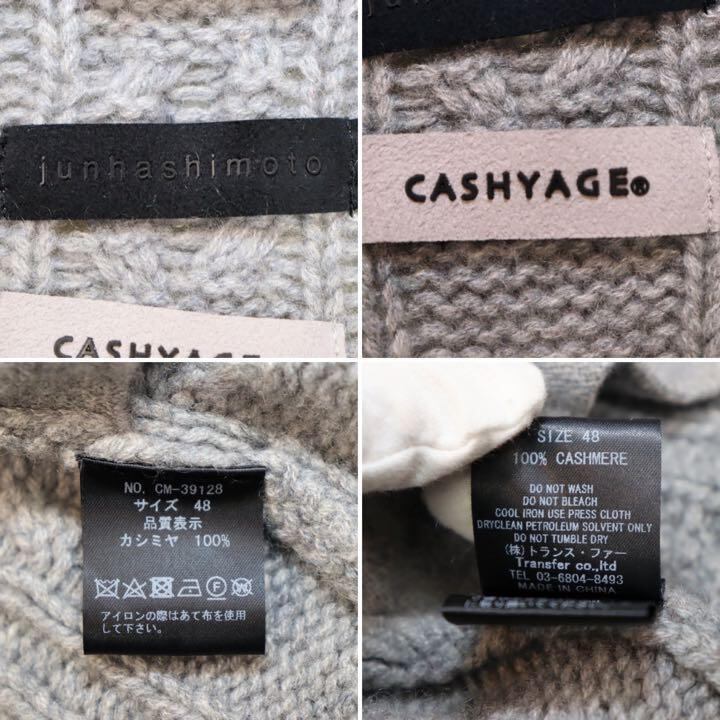 junhashimoto
CASHYAGE
CASHYAGE®
NO. CM-39128
サイズ 48
品質表示
カシミヤ 100%
アイロンの際はあて布を使用
して下さい。
SIZE 48
100% CASHMERE
DO NOT WASH
DO NOT BLEACH
COOL IRON USE PRESS CLOTH
DRYCLEAN PETROLEUM SOLVENT ONLY
DO NOT TUMBLE DRY
(株)トランス・ファー
Transfer co.,ltd
TEL 03-6804-8493
MADE IN CHINA